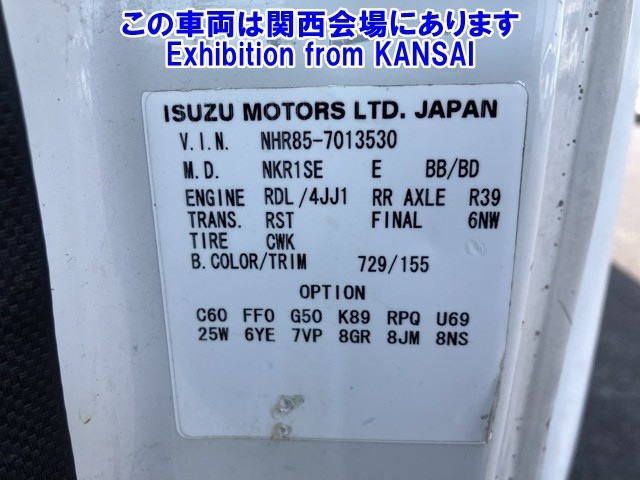 この車両は関西会場にあります
Exhibition from KANSAI
ISUZU MOTORS LTD. JAPAN
V.I.N. NHR85-7013530
M.D. NKR1SE E BB/BD
ENGINE RDL/4JJ1 RR AXLE R39
TRANS. RST FINAL 6NW
TIRE CWK
B.COLOR/TRIM 729/155
OPTION
C60 FF0 G50 K89 RPQ U69
25W 6YE 7VP 8GR 8JM 8NS